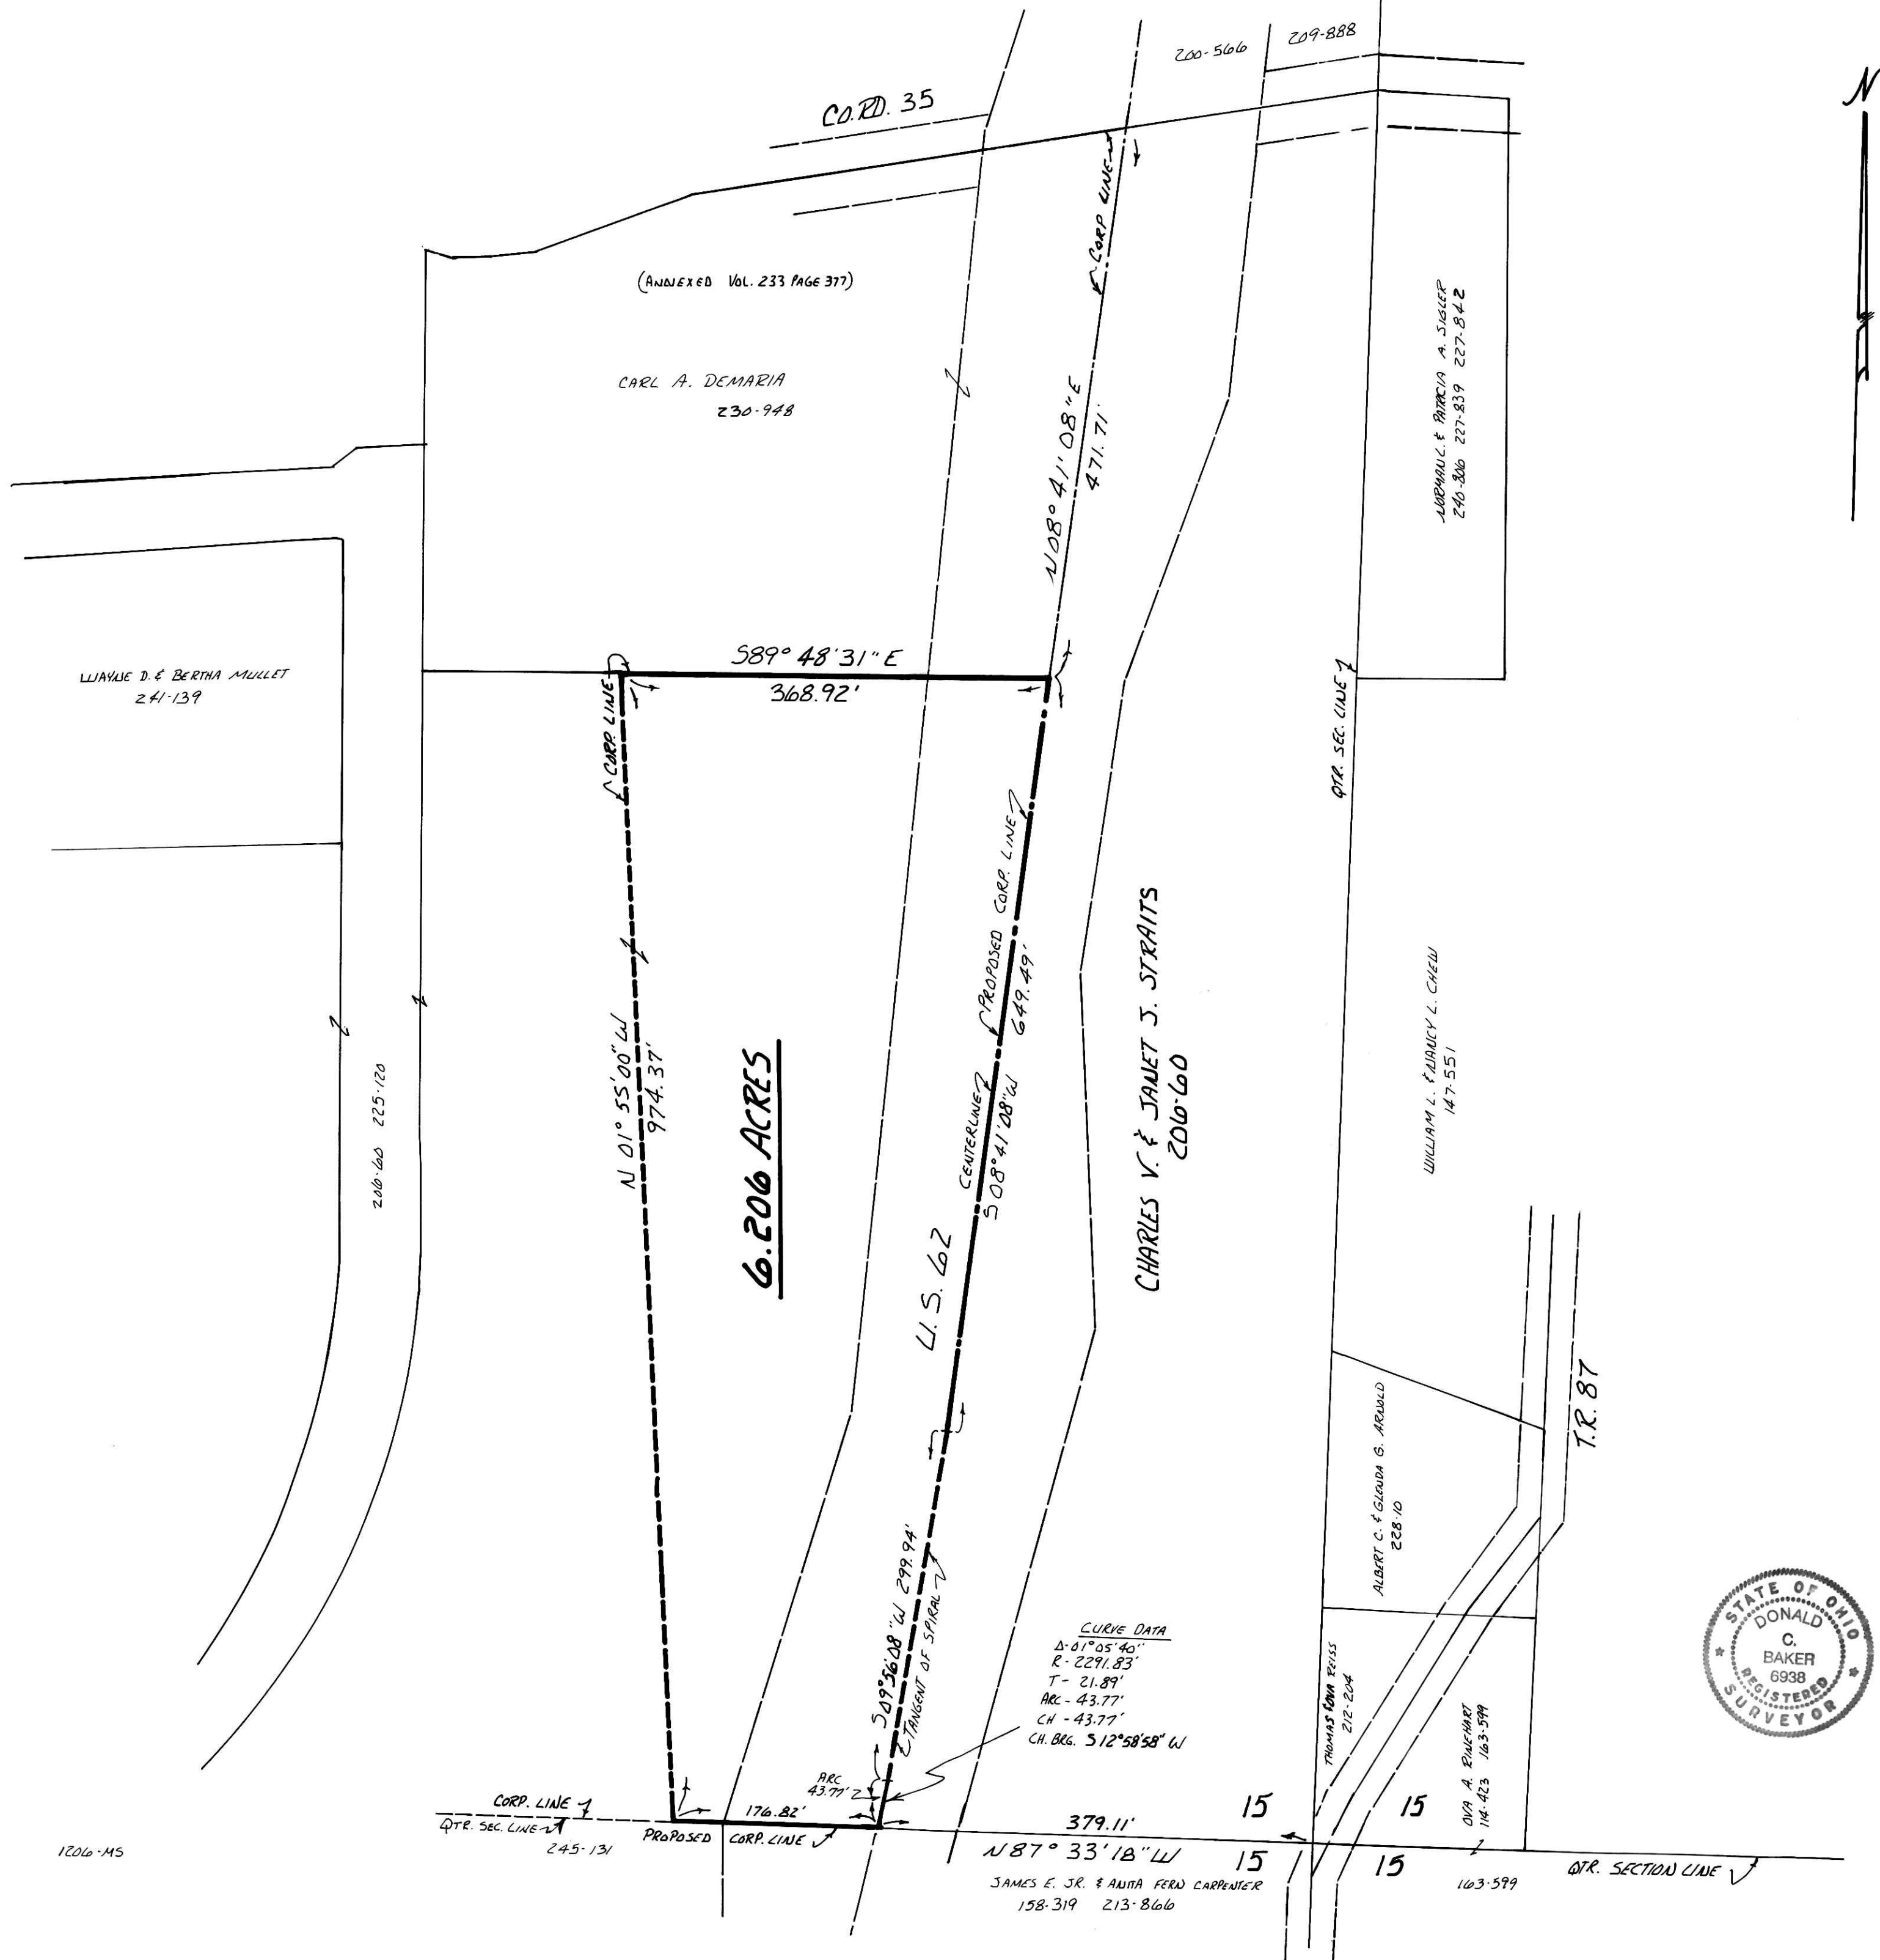 200-566
209-888
N
CO. RD. 35
CORP LINE
(ANNEXED VOL. 233 PAGE 377)
CARL A. DEMARIA
230-948
N 08° 41' 08" E
471.71'
NORMAN L. & PATRICIA A. SIGLER
240-806 227-839 227-842
WAYNE D. & BERTHA MULLET
241-139
S89° 48' 31" E
368.92'
CORP. LINE
QTR. SEC. LINE
PROPOSED CORP. LINE
649.49'
CENTERLINE
S 08° 41' 08" W
N 01° 55' 00" W
974.37'
6.206 ACRES
U.S. 62
CHARLES V. & JANET J. STRAITS
206-60
WILLIAM L. & NANCY L. CHEW
147-551
206-60 225-120
T.R. 87
ALBERT C. & GLENDA G. ARNOLD
228-10
S 09° 56' 08" W 299.94'
TANGENT OF SPIRAL
CURVE DATA
Δ-01° 05' 40"
R - 2291.83'
T - 21.89'
ARC - 43.77'
CH - 43.77'
CH. BRG. S 12° 58' 58" W
THOMAS & DIVA REISS
212-204
OVA A. RINEHART
114-423 163-599
STATE OF OHIO
DONALD
C.
BAKER
6938
REGISTERED
SURVEYOR
ARC
43.77'
CORP. LINE
QTR. SEC. LINE
176.82'
379.11'
15
15
PROPOSED CORP. LINE
245-131
N 87° 33' 18" W
15
15
163-599
QTR. SECTION LINE
JAMES E. JR. & ANITA FERN CARPENTER
158-319 213-866
1206-MS